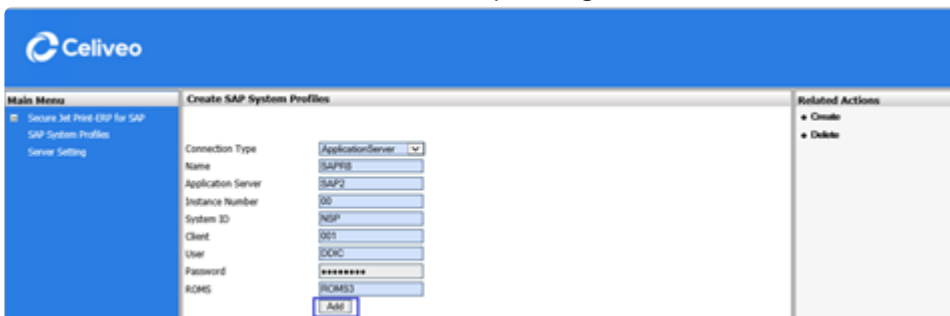 Celiveo
Main Menu
Secure Jet Print-ERP for SAP
SAP System Profiles
Server Setting
Create SAP System Profiles
Connection Type ApplicationServer
Name SAPR8
Application Server SAP2
Instance Number 00
System ID NSP
Client 001
User DDIC
Password ••••••••
ROMS ROMS3
Add
Related Actions
Create
Delete